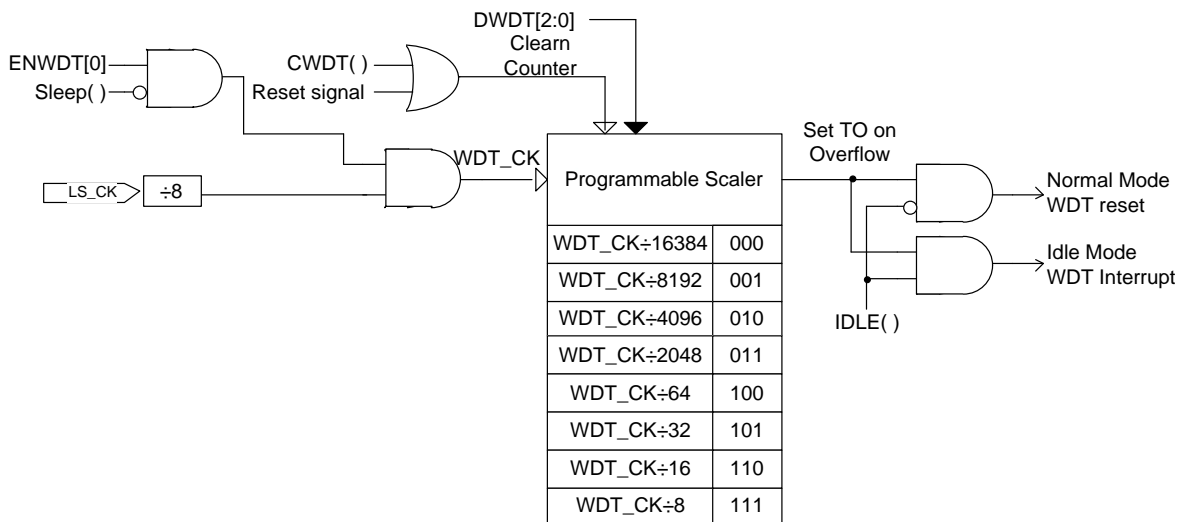 DWDT[2:0]
Clearn
Counter
ENWDT[0]
Sleep( )
CWDT( )
Reset signal
LS_CK
÷8
WDT_CK
Programmable Scaler
Set TO on
Overflow
Normal Mode
WDT reset
Idle Mode
WDT Interrupt
IDLE( )
WDT_CK÷16384 000
WDT_CK÷8192 001
WDT_CK÷4096 010
WDT_CK÷2048 011
WDT_CK÷64 100
WDT_CK÷32 101
WDT_CK÷16 110
WDT_CK÷8 111